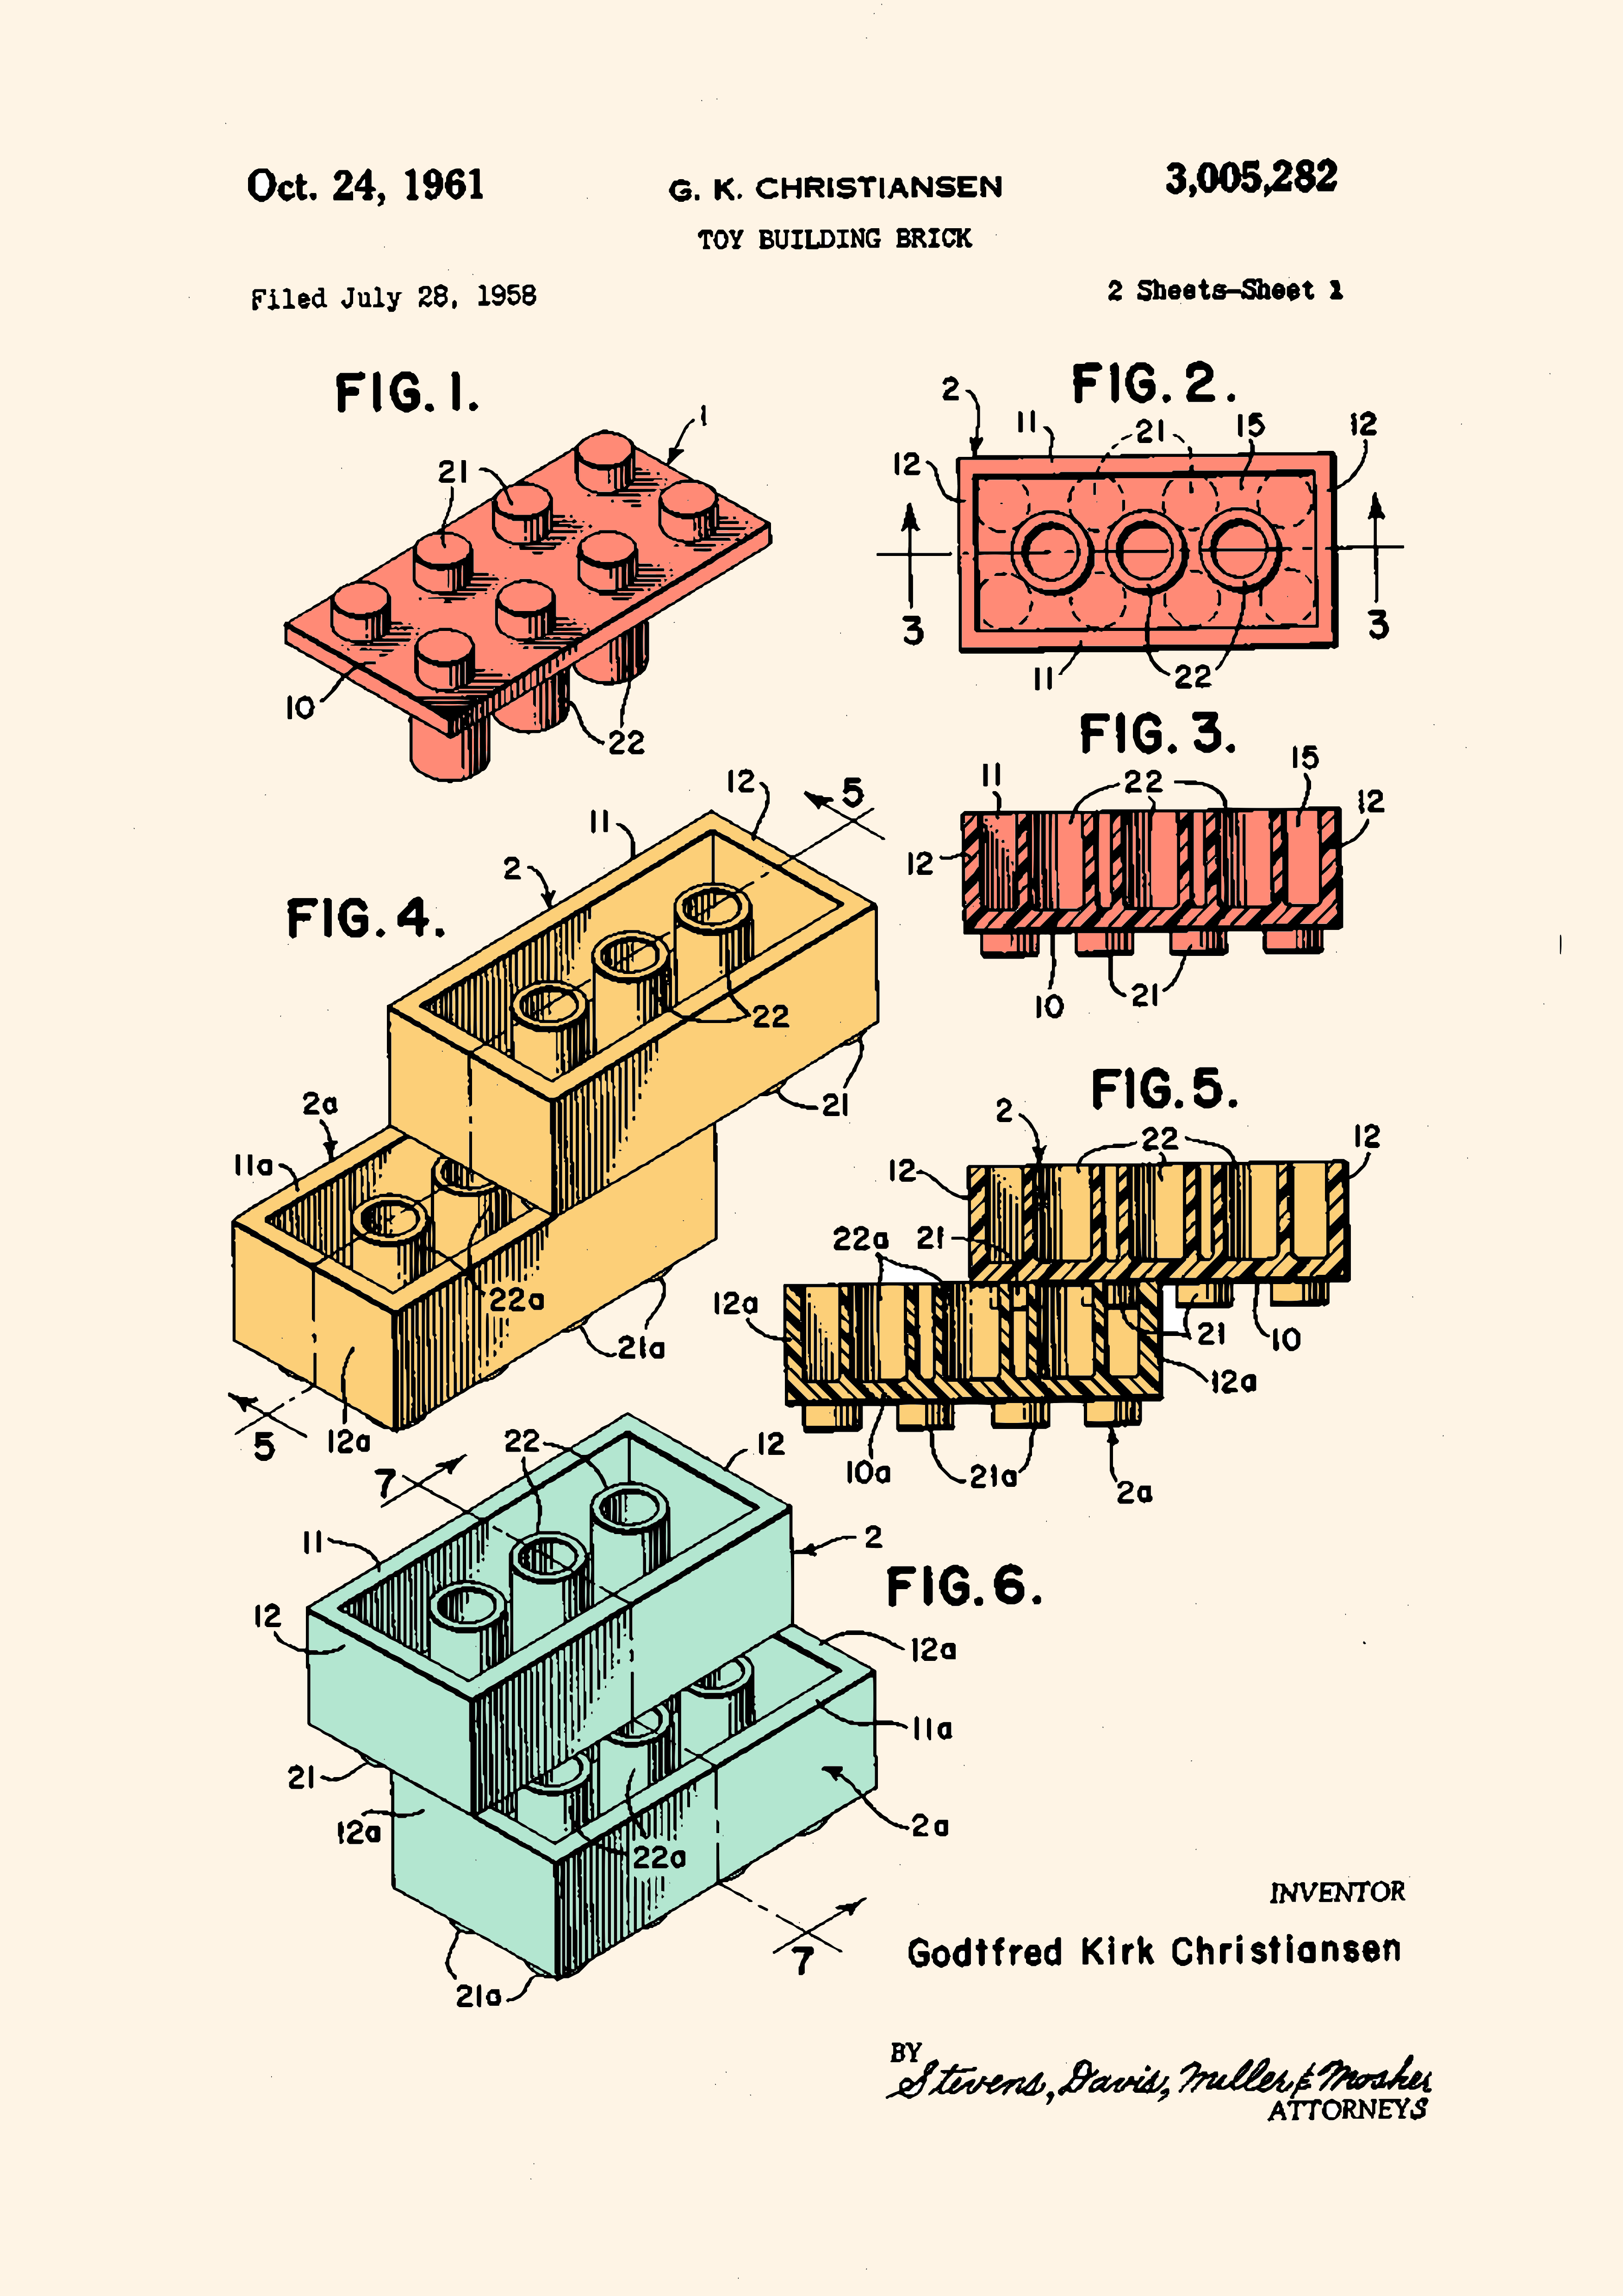 Oct. 24, 1961
G. K. CHRISTIANSEN
3,005,282
TOY BUILDING BRICK
Filed July 28, 1958
2 Sheets-Sheet 1
FIG. 1.
1
21
10
22
FIG. 2.
2
11
21
15
12
12
3
3
11
22
FIG. 3.
11
22
15
12
12
10
21
FIG. 4.
12
5
11
2
22
21
2a
11a
22a
21a
12a
5
FIG. 5.
2
22
12
12
22a
21
12a
21
10
12a
10a
21a
2a
FIG. 6.
7
22
12
11
2
12
12a
11a
21
12a
22a
2a
7
21a
INVENTOR
Godtfred Kirk Christiansen
BY
Stevens, Davis, Miller & Mosher
ATTORNEYS